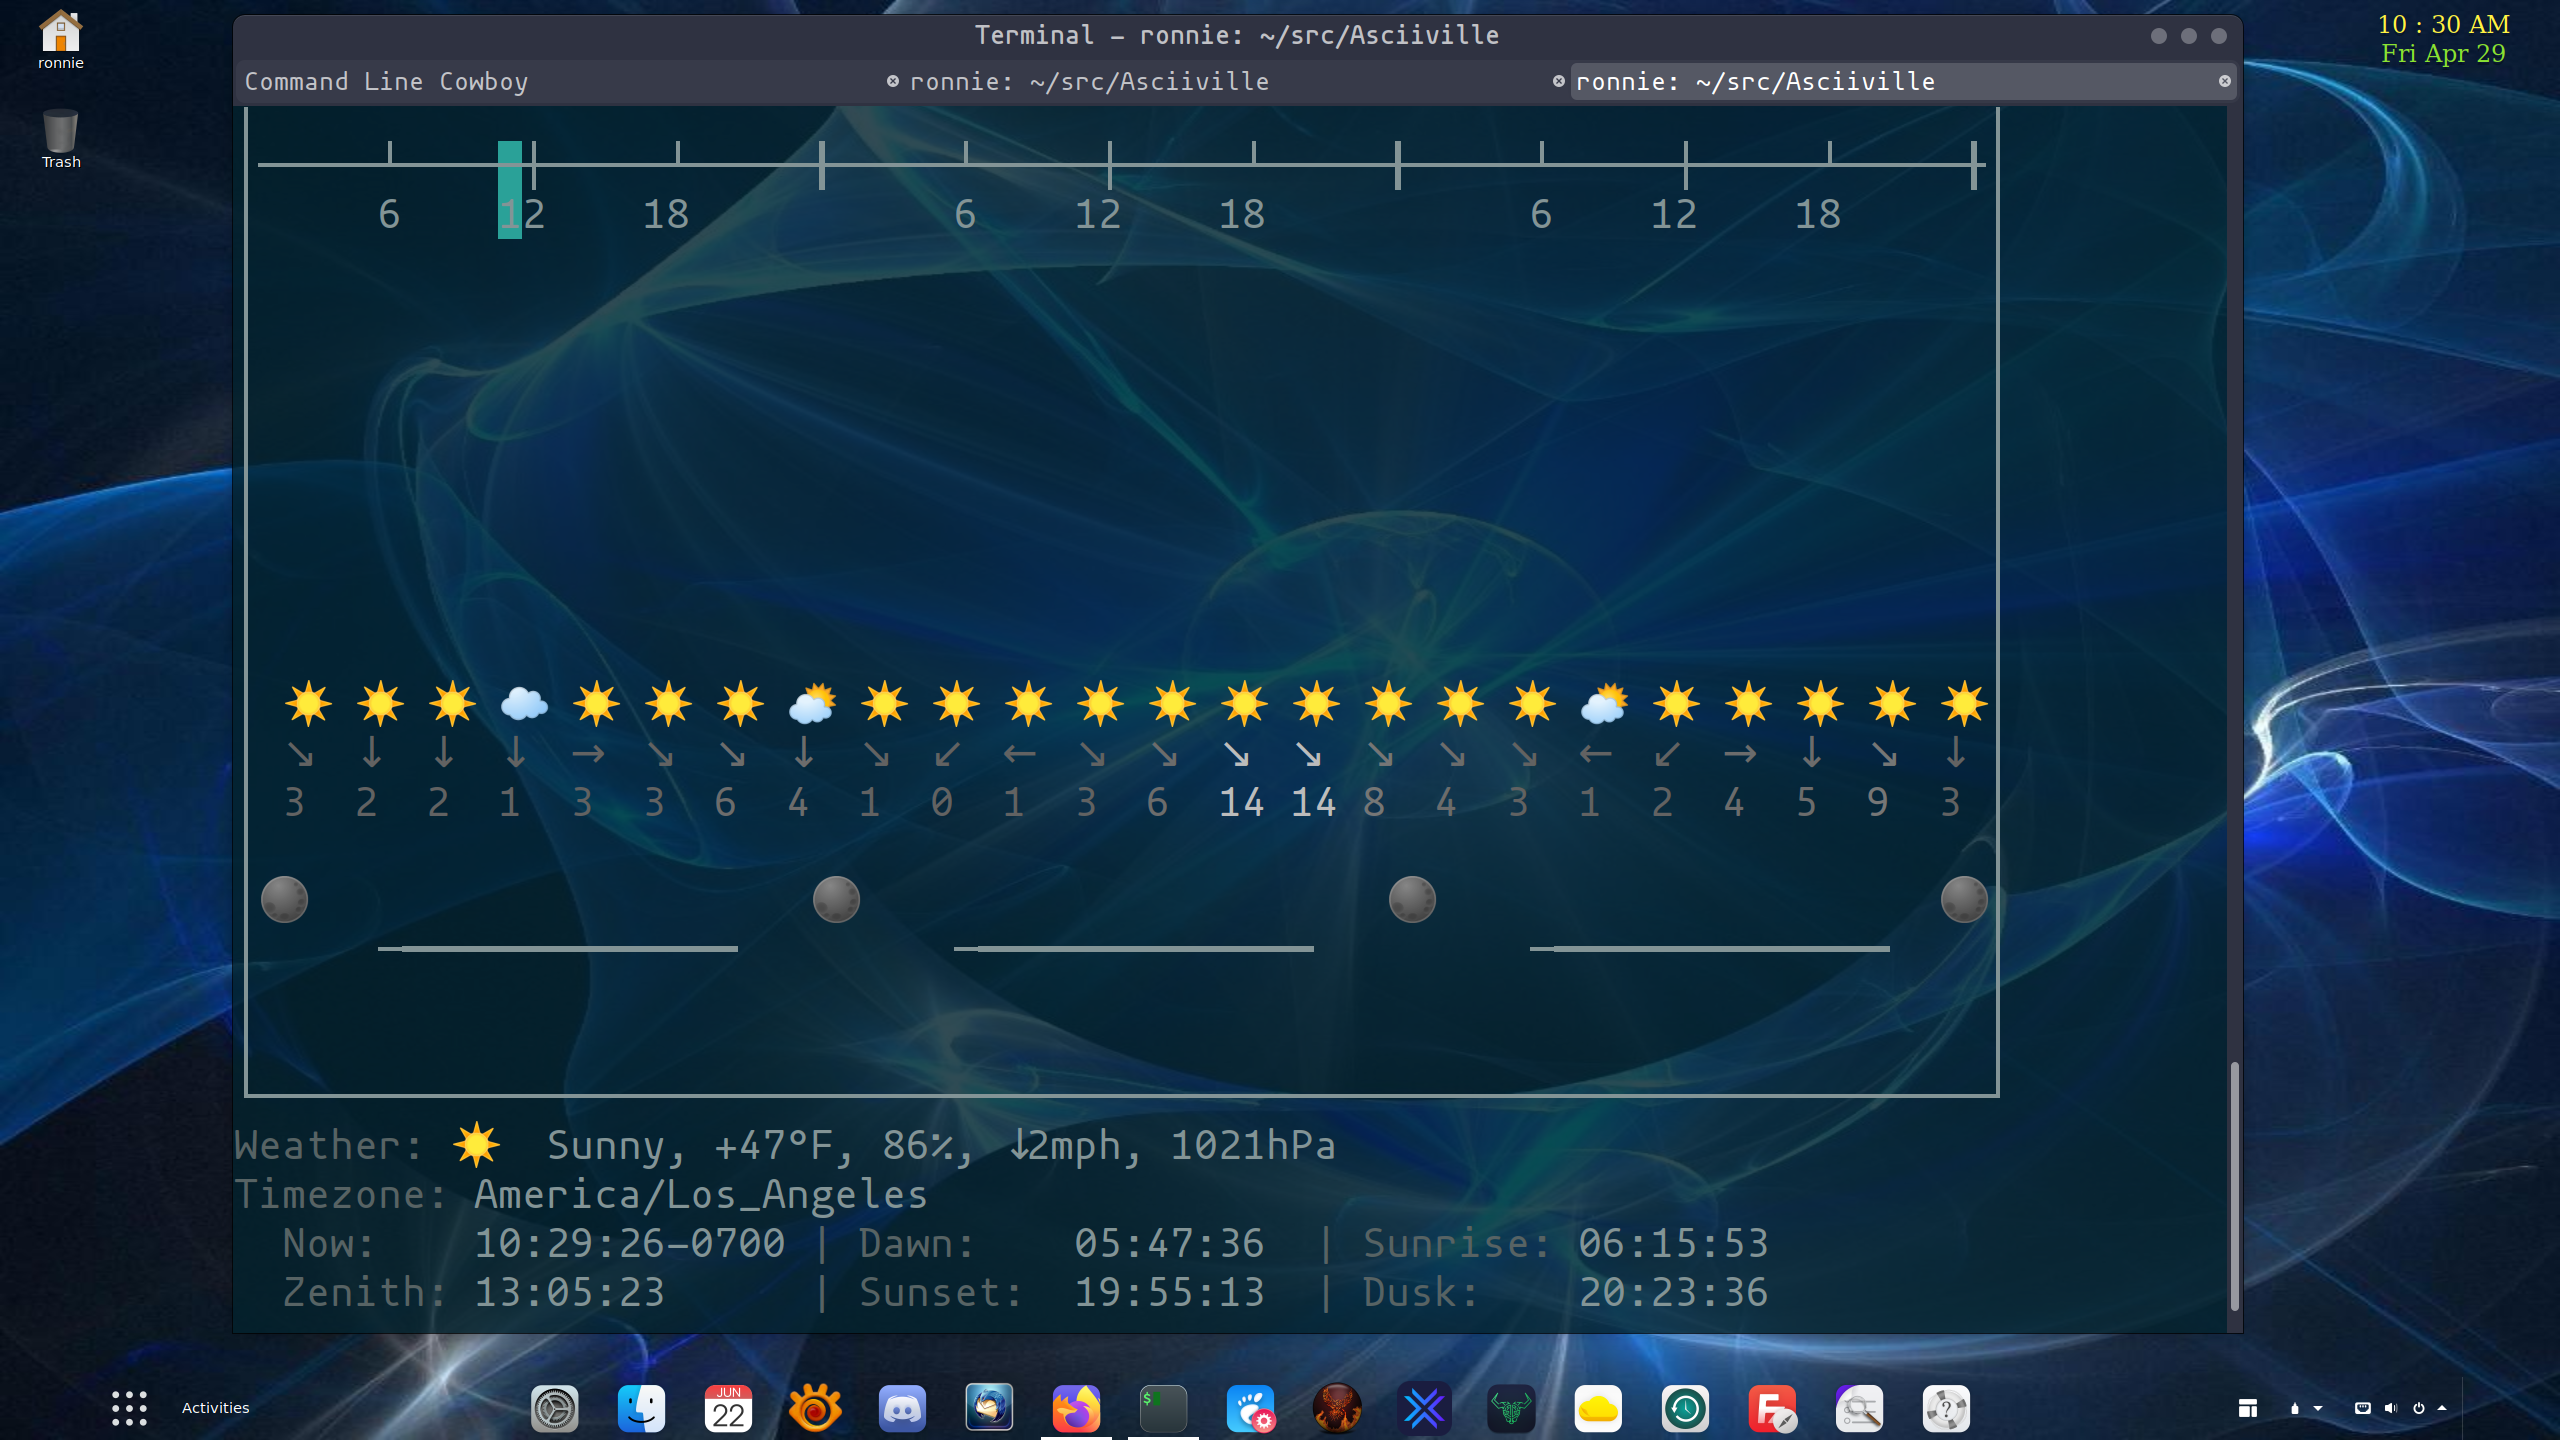 Terminal – ronnie: ~/src/Asciiville
10 : 30 AM
Fri Apr 29
ronnie
Trash
Command Line Cowboy ronnie: ~/src/Asciiville ronnie: ~/src/Asciiville
6 12 18 6 12 18 6 12 18
↘ ↓ ↓ ↓ → ↘ ↘ ↓ ↘ ↙ ← ↘ ↘ ↘ ↘ ↘ ↘ ↘ ← ↙ → ↓ ↘ ↓
3 2 2 1 3 3 6 4 1 0 1 3 6 14 14 8 4 3 1 2 4 5 9 3
Weather: ☀️ Sunny, +47°F, 86%, ↓2mph, 1021hPa
Timezone: America/Los_Angeles
Now: 10:29:26-0700 | Dawn: 05:47:36 | Sunrise: 06:15:53
Zenith: 13:05:23 | Sunset: 19:55:13 | Dusk: 20:23:36
Activities
JUN
22
$
F
?